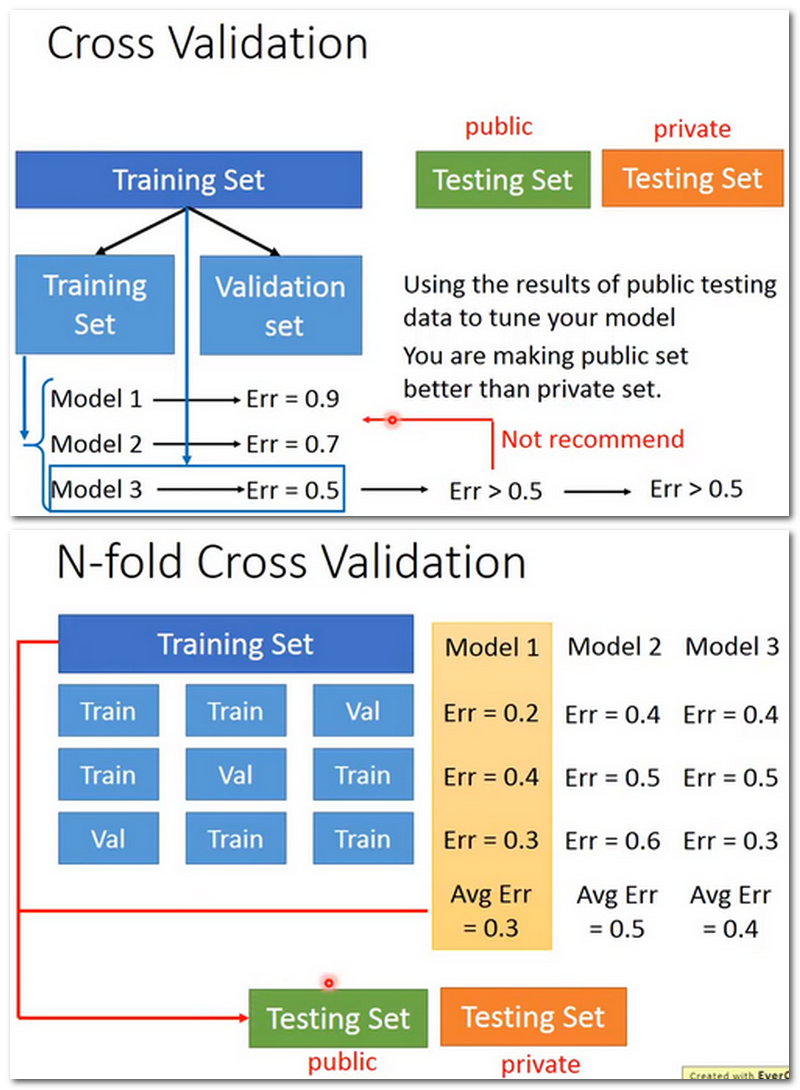 Cross Validation
public
private
Training Set
Testing Set
Testing Set
Training
Set
Validation
set
Using the results of public testing
data to tune your model
You are making public set
better than private set.
Model 1
Err = 0.9
Model 2
Err = 0.7
Not recommend
Model 3
Err = 0.5
Err > 0.5
Err > 0.5
N-fold Cross Validation
Training Set
Model 1
Model 2
Model 3
Train
Train
Val
Err = 0.2
Err = 0.4
Err = 0.4
Train
Val
Train
Err = 0.4
Err = 0.5
Err = 0.5
Val
Train
Train
Err = 0.3
Err = 0.6
Err = 0.3
Avg Err
= 0.3
Avg Err
= 0.5
Avg Err
= 0.4
Testing Set
Testing Set
public
private
Created with